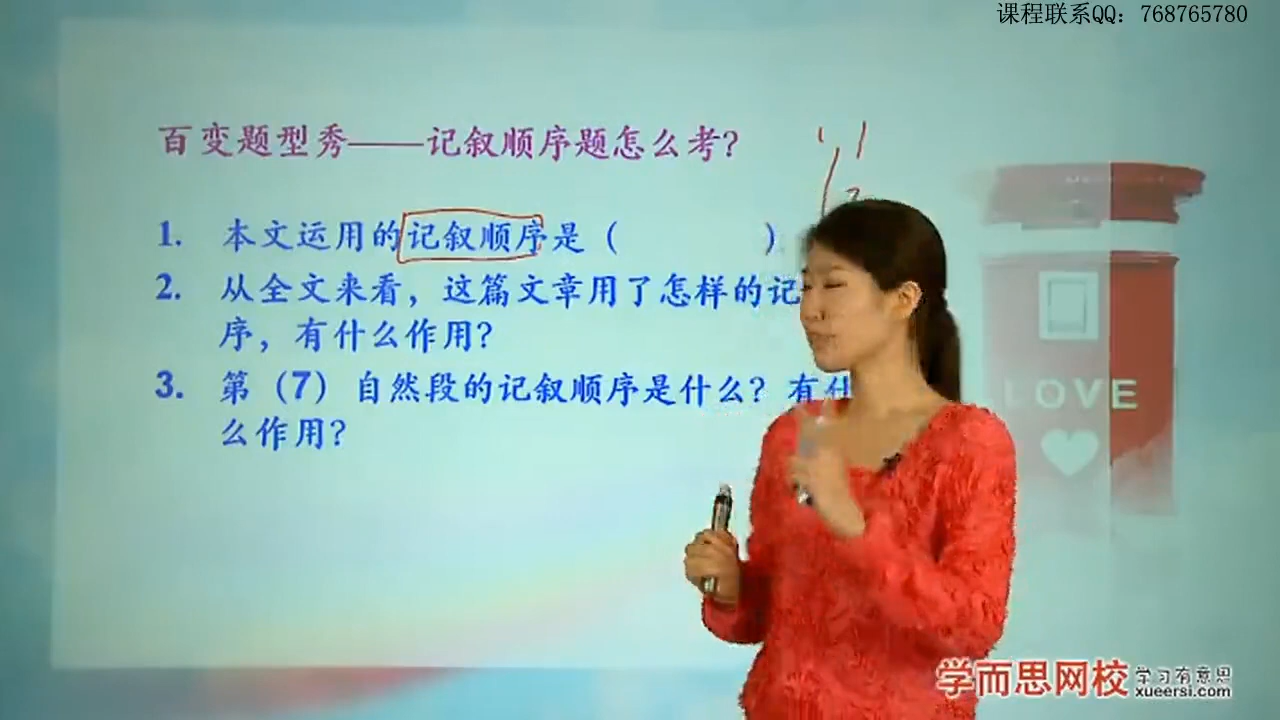 课程联系QQ：768765780
百变题型秀——记叙顺序题怎么考？
1. 本文运用的记叙顺序是（ ）
2. 从全文来看，这篇文章用了怎样的记
序，有什么作用？
3. 第（7）自然段的记叙顺序是什么？有什
么作用？
LOVE
学而思网校 学习有意思
xueersi.com